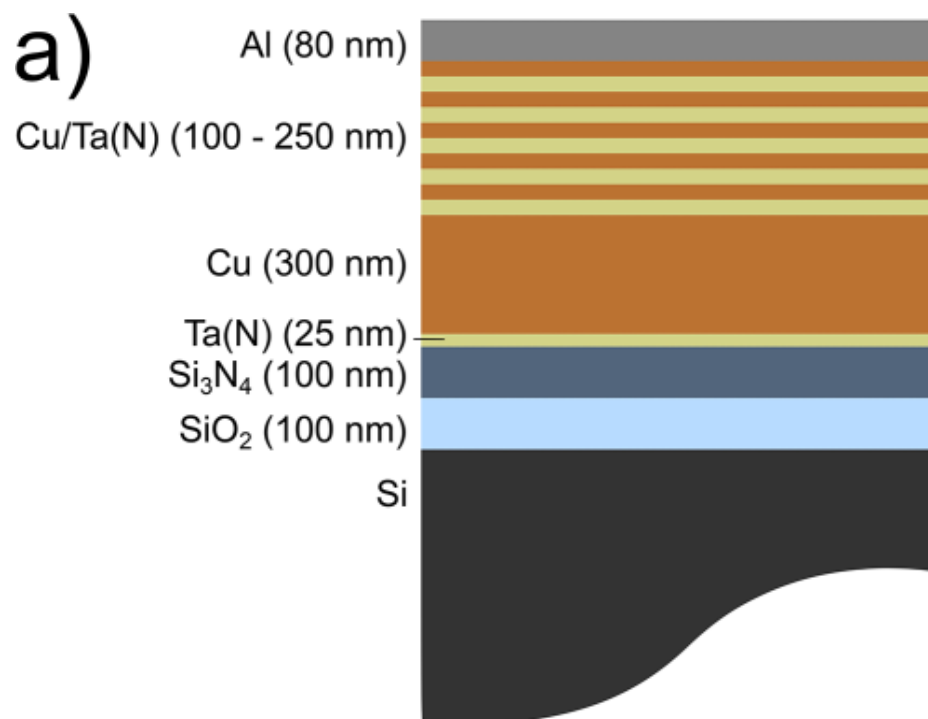 a)
Al (80 nm)
Cu/Ta(N) (100 - 250 nm)
Cu (300 nm)
Ta(N) (25 nm)
Si₃N₄ (100 nm)
SiO₂ (100 nm)
Si